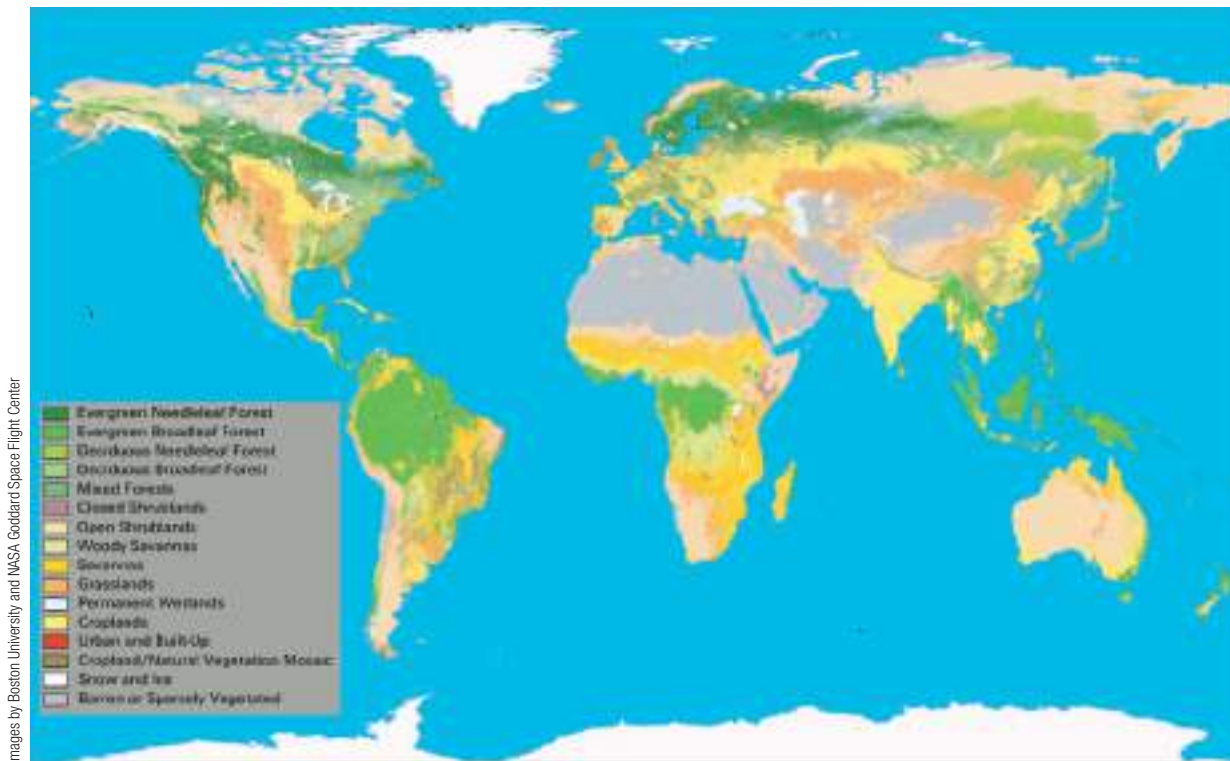 Evergreen Needleleaf Forest
Evergreen Broadleaf Forest
Deciduous Needleleaf Forest
Deciduous Broadleaf Forest
Mixed Forests
Closed Shrublands
Open Shrublands
Woody Savannas
Savannas
Grasslands
Permanent Wetlands
Croplands
Urban and Built-Up
Cropland/Natural Vegetation Mosaic
Snow and Ice
Barren or Sparsely Vegetated
mages by Boston University and NASA Goddard Space Flight Center